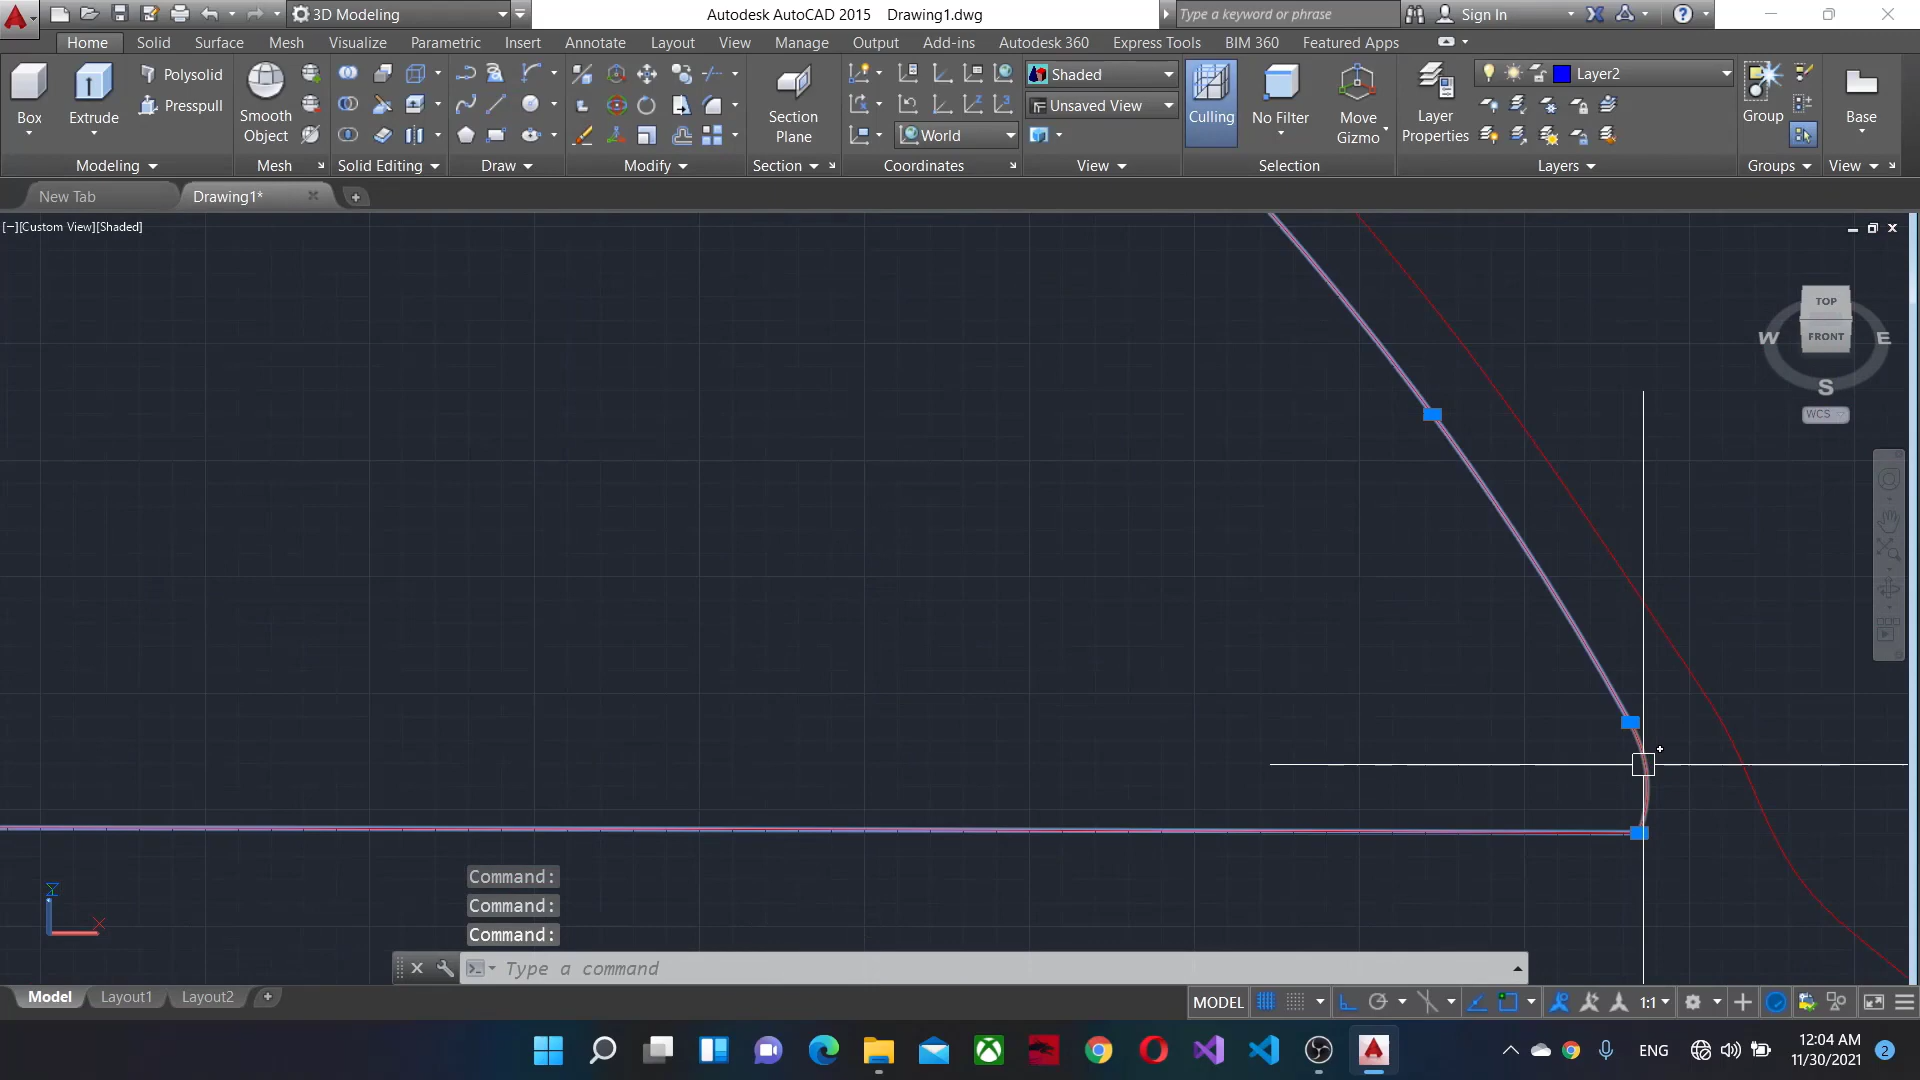 3D Modeling
Autodesk AutoCAD 2015 Drawing1.dwg
Type a keyword or phrase
Sign In
Home Solid Surface Mesh Visualize Parametric Insert Annotate Layout View Manage Output Add-ins Autodesk 360 Express Tools BIM 360 Featured Apps
Box
Extrude
Polysolid
Presspull
Smooth
Object
Section
Plane
World
Shaded
Unsaved View
Culling
No Filter
Move
Gizmo
Layer
Properties
Layer2
Group
Base
Modeling
Mesh
Solid Editing
Draw
Modify
Section
Coordinates
View
Selection
Layers
Groups
View
New Tab
Drawing1*
[−][Custom View][Shaded]
TOP
W FRONT E
S
WCS
Y
X
Command:
Command:
Command:
Type a command
Model Layout1 Layout2
MODEL
1:1
ENG
12:04 AM
11/30/2021
2